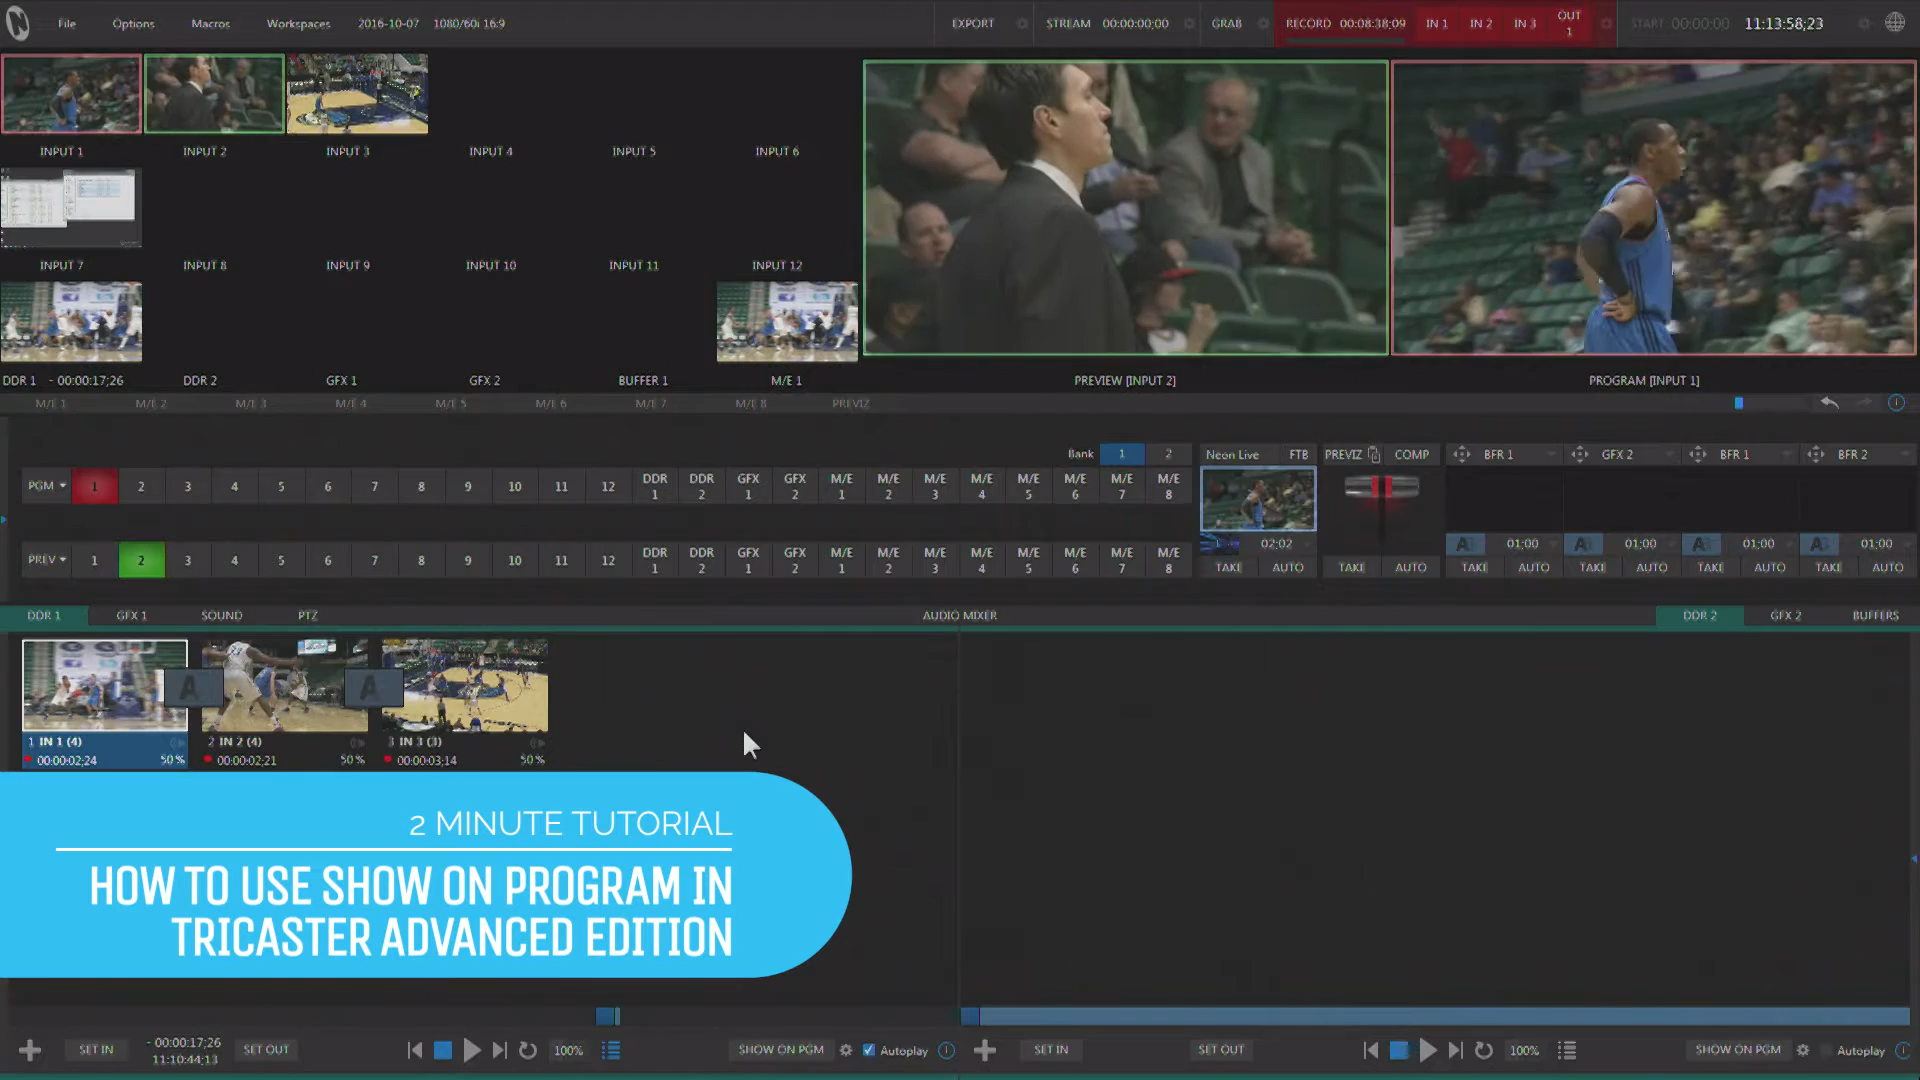 File Options Macros Workspaces 2016-10-07 1080/60i 16:9 EXPORT STREAM 00:00:00;00 GRAB RECORD 00:08:38;09 IN 1 IN 2 IN 3 OUT 1 START 00:00:00 11:13:58;23
INPUT 1 INPUT 2 INPUT 3 INPUT 4 INPUT 5 INPUT 6
INPUT 7 INPUT 8 INPUT 9 INPUT 10 INPUT 11 INPUT 12
DDR 1 - 00:00:17;26 DDR 2 GFX 1 GFX 2 BUFFER 1 M/E 1 PREVIEW [INPUT 2] PROGRAM [INPUT 1]
M/E 1 M/E 2 M/E 3 M/E 4 M/E 5 M/E 6 M/E 7 M/E 8 PREVIZ
Bank 1 2 Neon Live FTB PREVIZ COMP BFR 1 GFX 2 BFR 1 BFR 2
PGM 1 2 3 4 5 6 7 8 9 10 11 12 DDR 1 DDR 2 GFX 1 GFX 2 M/E 1 M/E 2 M/E 3 M/E 4 M/E 5 M/E 6 M/E 7 M/E 8
02:02 01:00 01:00 01:00 01:00
PREV 1 2 3 4 5 6 7 8 9 10 11 12 DDR 1 DDR 2 GFX 1 GFX 2 M/E 1 M/E 2 M/E 3 M/E 4 M/E 5 M/E 6 M/E 7 M/E 8
TAKE AUTO TAKE AUTO TAKE AUTO TAKE AUTO TAKE AUTO TAKE AUTO
DDR 1 GFX 1 SOUND PTZ AUDIO MIXER DDR 2 GFX 2 BUFFERS
A A
1 IN 1 (4) 2 IN 2 (4) 3 IN 3 (3)
00:00:02;24 50% 00:00:02;21 50% 00:00:03;14 50%
2 MINUTE TUTORIAL
HOW TO USE SHOW ON PROGRAM IN
TRICASTER ADVANCED EDITION
SET IN - 00:00:17;26 SET OUT 100% SHOW ON PGM Autoplay SET IN SET OUT 100% SHOW ON PGM Autoplay
11:10:44;13